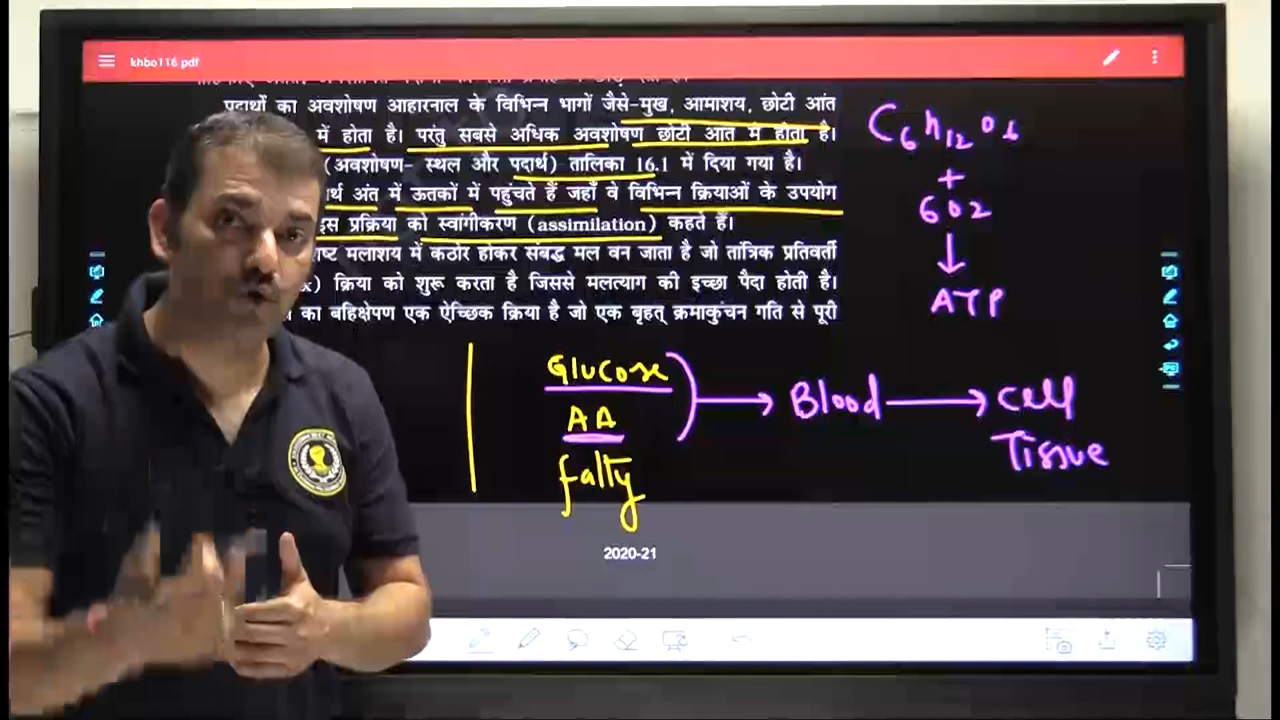 khbo116.pdf
पदार्थों का अवशोषण आहारनाल के विभिन्न भागों जैसे-मुख, आमाशय, छोटी आंत
में होता है। परंतु सबसे अधिक अवशोषण छोटी आंत में होता है।
(अवशोषण- स्थल और पदार्थ) तालिका 16.1 में दिया गया है।
अंत में ऊतकों में पहुंचते हैं जहाँ वे विभिन्न क्रियाओं के उपयोग
इस प्रक्रिया को स्वांगीकरण (assimilation) कहते हैं।
मलाशय में कठोर होकर संबद्ध मल बन जाता है जो तांत्रिक प्रतिवर्ती
क्रिया को शुरू करता है जिससे मलत्याग की इच्छा पैदा होती है।
का बहिक्षेपण एक ऐच्छिक क्रिया है जो एक बृहत् क्रमाकुंचन गति से पूरी
C6h12o6
+
6o2
↓
ATP
Glucose
AA
fatty
→ Blood → Cell
Tissue
2020-21